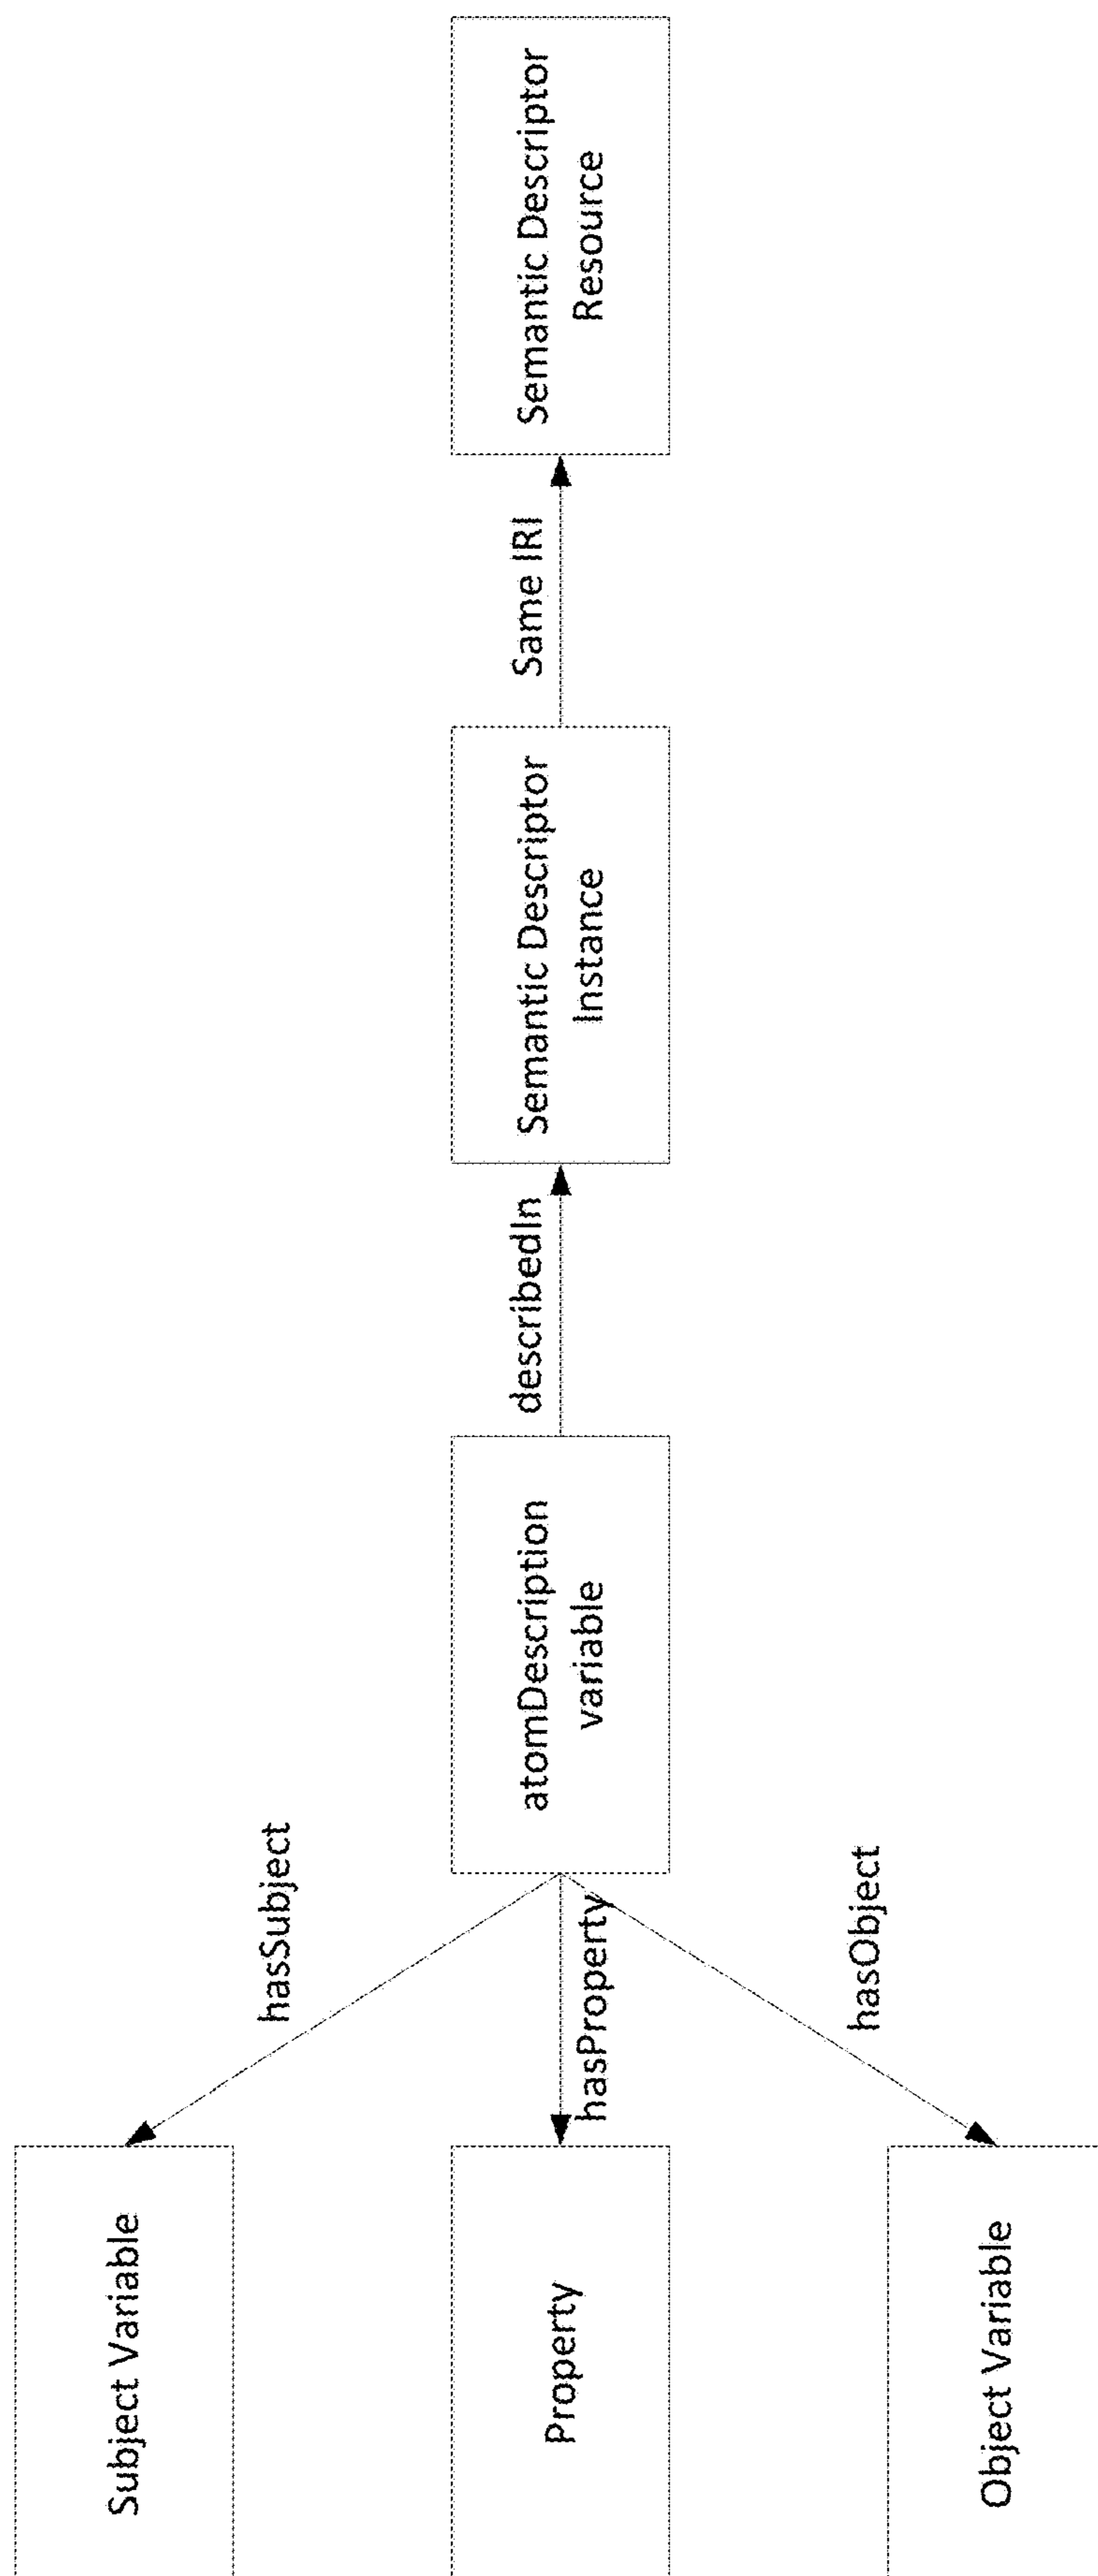 Subject Variable
hasSubject
Property
hasProperty
atomDescription
variable
describedIn
Semantic Descriptor
Instance
Same IRI
Semantic Descriptor
Resource
Object Variable
hasObject